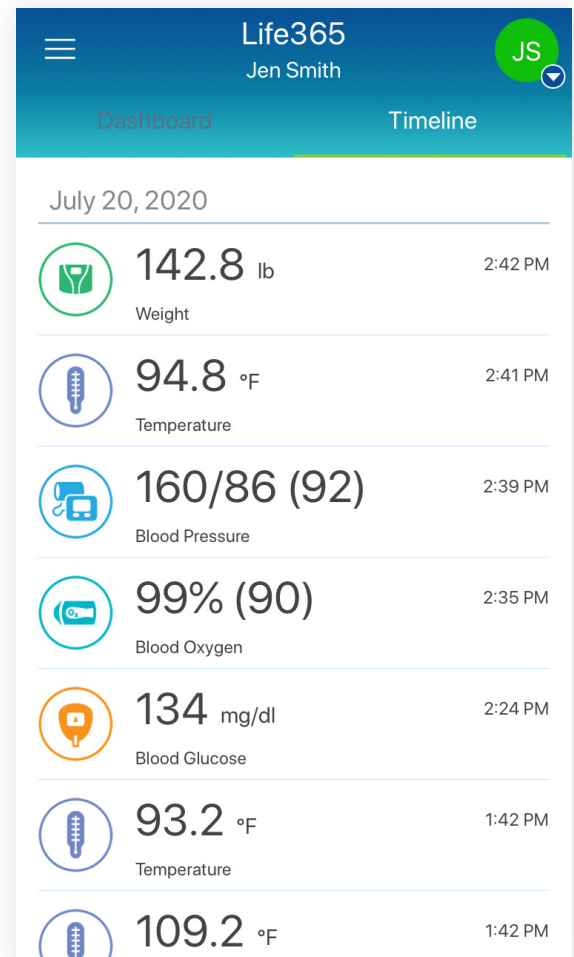 Life365
Jen Smith
JS
Dashboard
Timeline
July 20, 2020
142.8 lb
2:42 PM
Weight
94.8 °F
2:41 PM
Temperature
160/86 (92)
2:39 PM
Blood Pressure
O₂
99% (90)
2:35 PM
Blood Oxygen
134 mg/dl
2:24 PM
Blood Glucose
93.2 °F
1:42 PM
Temperature
109.2 °F
1:42 PM